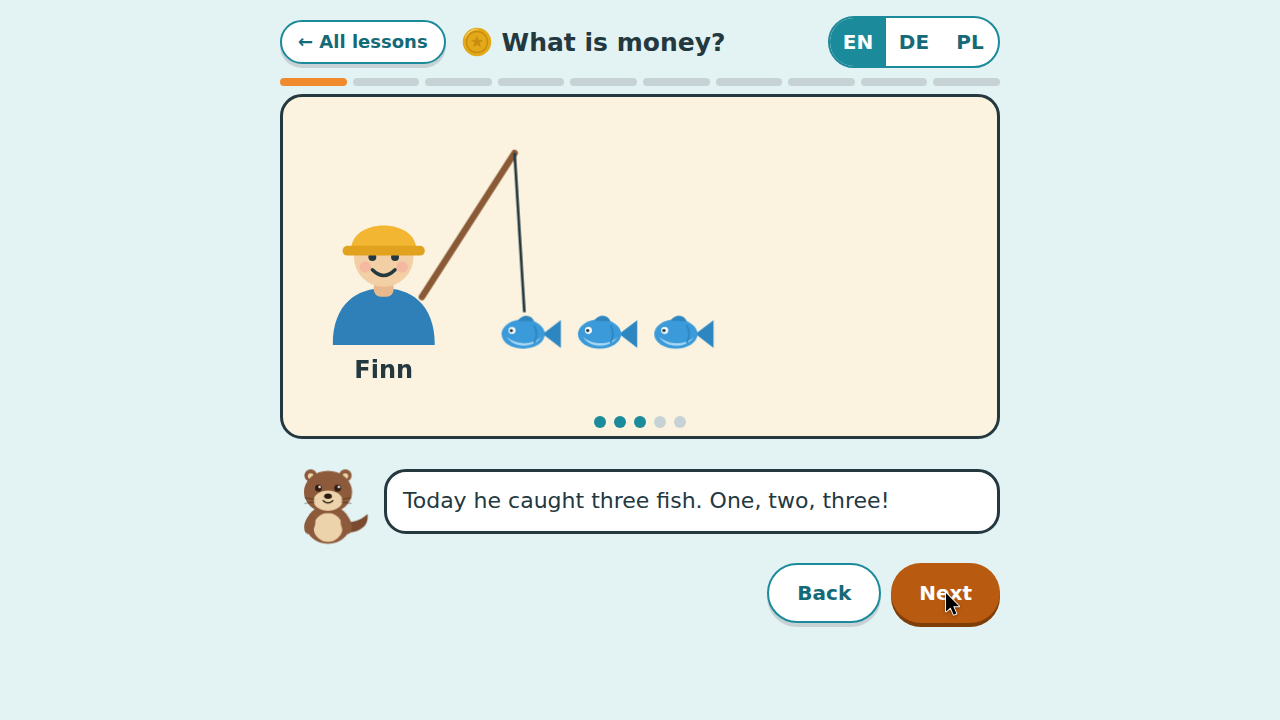 ← All lessons
What is money?
EN DE PL
Finn
Today he caught three fish. One, two, three!
Back Next